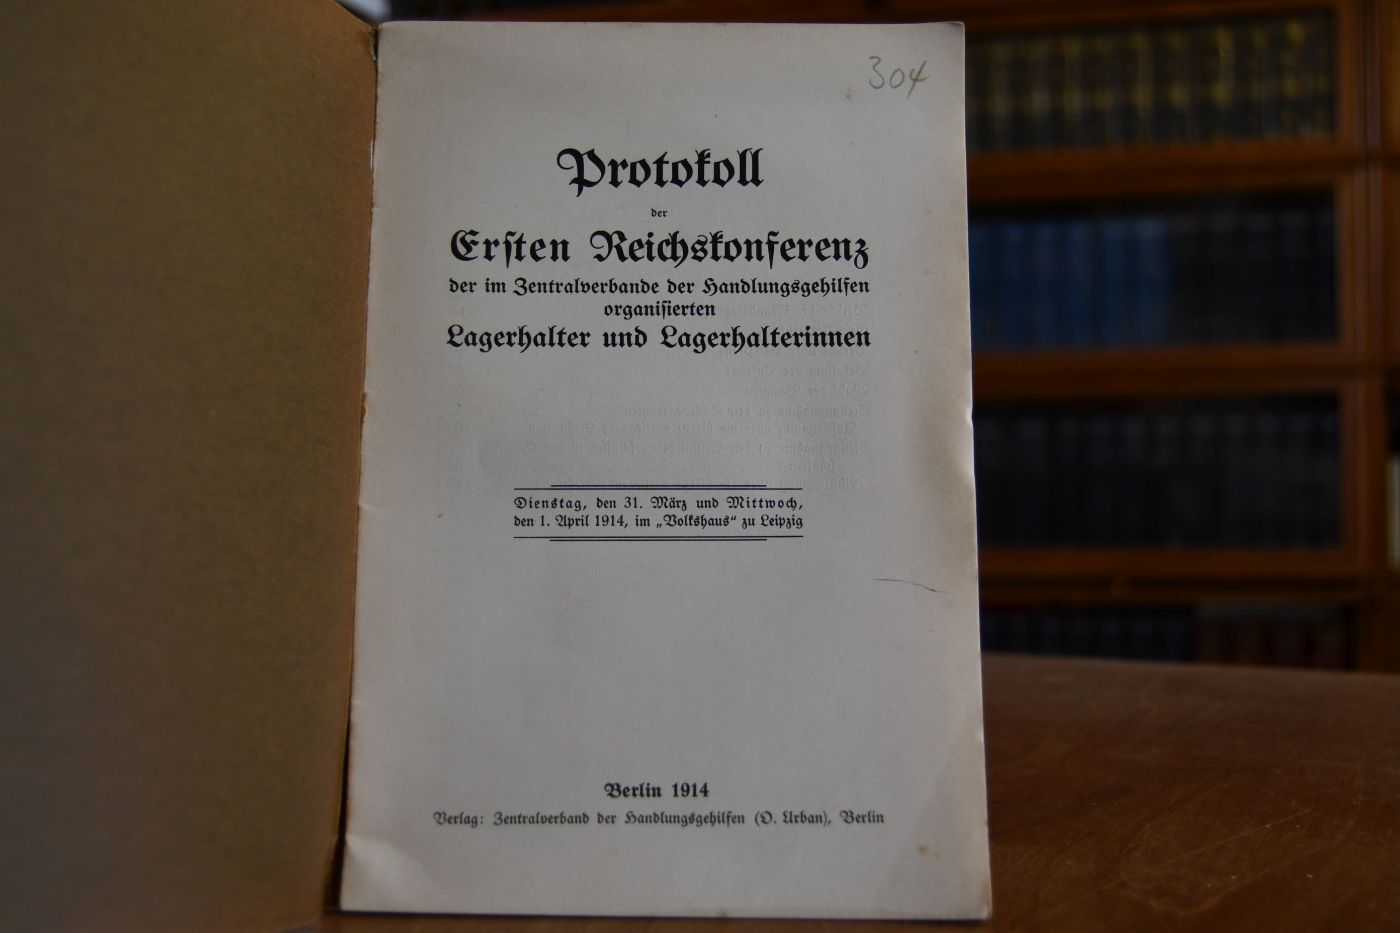 304
Protokoll
der
Ersten Reichskonferenz
der im Zentralverbande der Handlungsgehilfen
organisierten
Lagerhalter und Lagerhalterinnen
Dienstag, den 31. März und Mittwoch,
den 1. April 1914, im „Volkshaus“ zu Leipzig
Berlin 1914
Verlag: Zentralverband der Handlungsgehilfen (O. Urban), Berlin